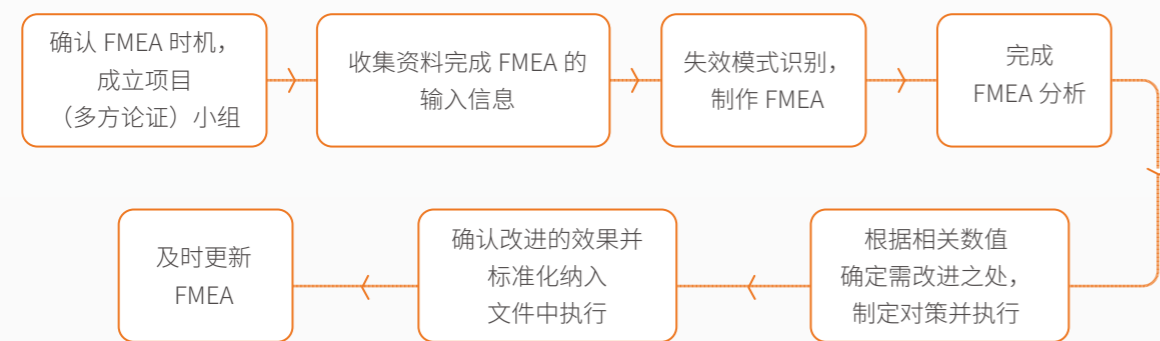 确认 FMEA 时机，
成立项目
（多方论证）小组
收集资料完成 FMEA 的
输入信息
失效模式识别，
制作 FMEA
完成
FMEA 分析
根据相关数值
确定需改进之处，
制定对策并执行
确认改进的效果并
标准化纳入
文件中执行
及时更新
FMEA